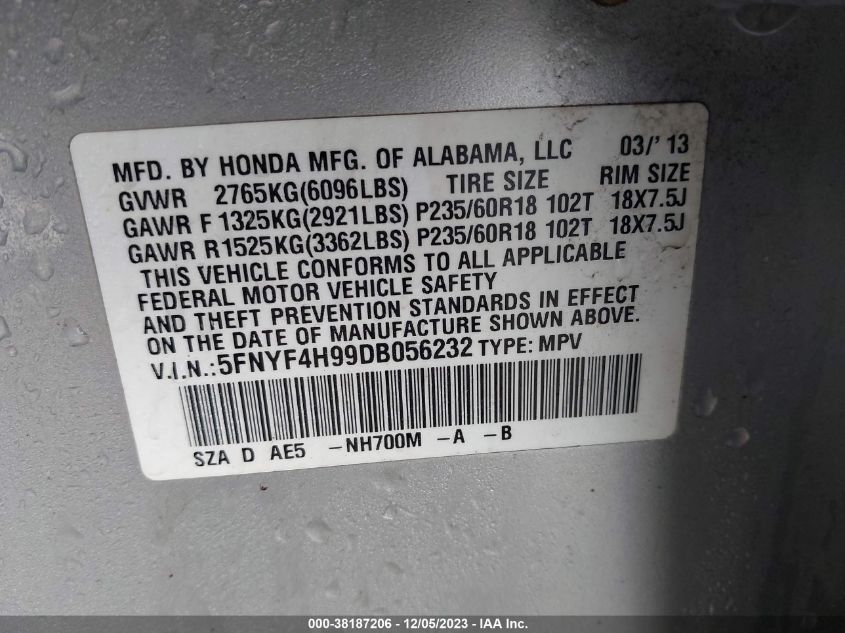 MFD. BY HONDA MFG. OF ALABAMA, LLC 03/'13
GVWR 2765KG(6096LBS) TIRE SIZE RIM SIZE
GAWR F 1325KG(2921LBS) P235/60R18 102T 18X7.5J
GAWR R1525KG(3362LBS) P235/60R18 102T 18X7.5J
THIS VEHICLE CONFORMS TO ALL APPLICABLE
FEDERAL MOTOR VEHICLE SAFETY
AND THEFT PREVENTION STANDARDS IN EFFECT
ON THE DATE OF MANUFACTURE SHOWN ABOVE.
V.I.N.:5FNYF4H99DB056232 TYPE: MPV
SZA D AE5 -NH700M -A -B
000-38187206 - 12/05/2023 - IAA Inc.